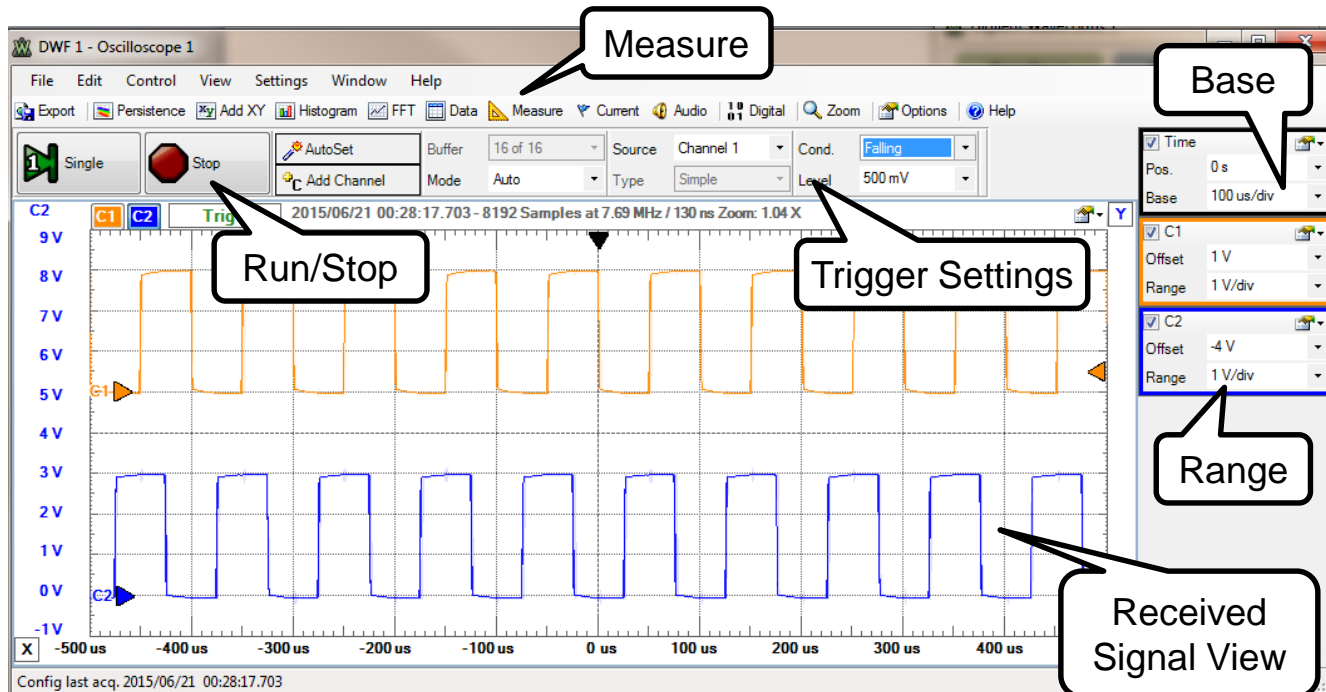 DWF 1 - Oscilloscope 1
Measure
Base
File Edit Control View Settings Window Help
Export Persistence Add XY Histogram FFT Data Measure Current Audio Digital Zoom Options Help
1 Single
Stop
AutoSet
Add Channel
Buffer 16 of 16
Mode Auto
Source Channel 1
Type Simple
Cond. Falling
Level 500 mV
Time
Pos. 0 s
Base 100 us/div
C1
Offset 1 V
Range 1 V/div
C2
Offset -4 V
Range 1 V/div
C2 C1 C2 Trig 2015/06/21 00:28:17.703 - 8192 Samples at 7.69 MHz / 130 ns Zoom: 1.04 X Y
Run/Stop
Trigger Settings
Range
Received
Signal View
9 V
8 V
7 V
6 V
5 V
4 V
3 V
2 V
1 V
0 V
-1 V
C1
C2
X -500 us -400 us -300 us -200 us -100 us 0 us 100 us 200 us 300 us 400 us
Config last acq. 2015/06/21 00:28:17.703